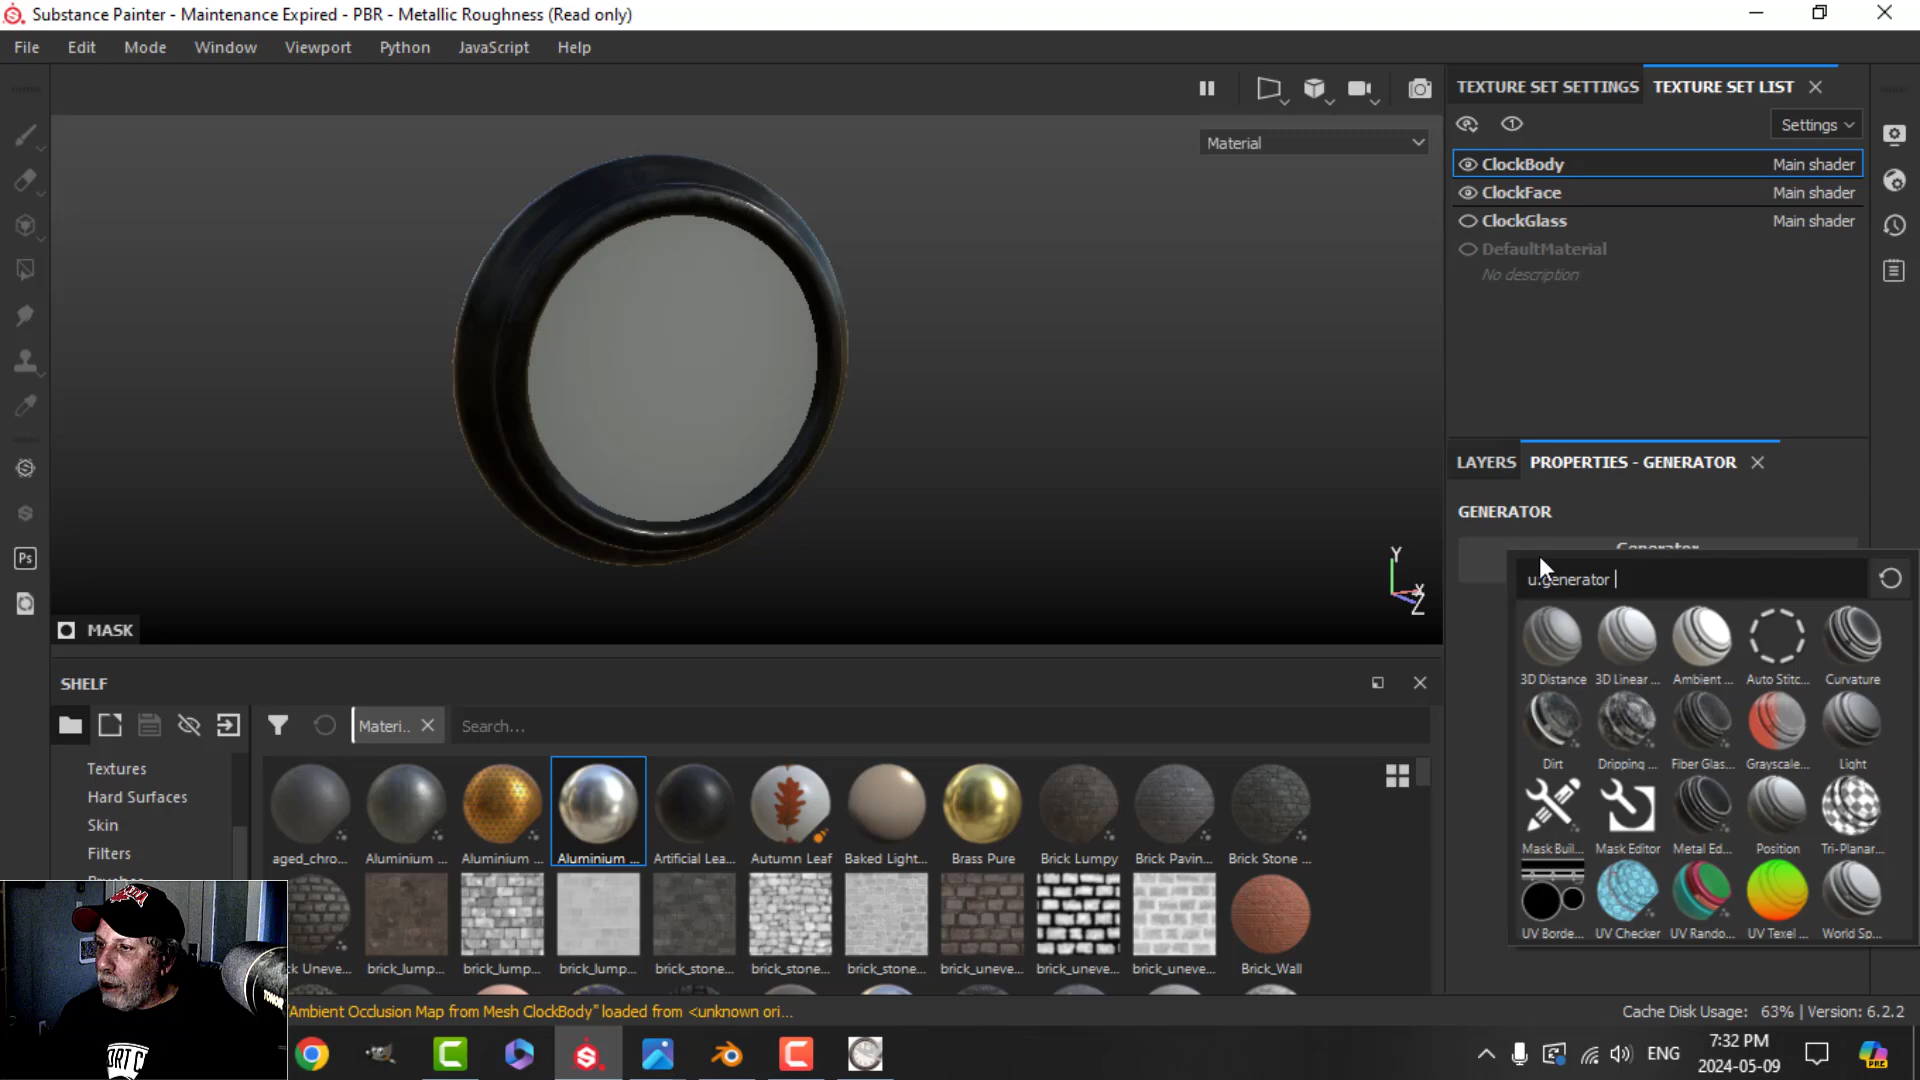 Substance Painter - Maintenance Expired - PBR - Metallic Roughness (Read only)
File Edit Mode Window Viewport Python JavaScript Help
Material
TEXTURE SET SETTINGS TEXTURE SET LIST
Settings
ClockBody Main shader
ClockFace Main shader
ClockGlass Main shader
DefaultMaterial
No description
LAYERS PROPERTIES - GENERATOR
GENERATOR
Generator
u:generator
3D Distance 3D Linear ... Ambient ... Auto Stitc... Curvature
Dirt Dripping ... Fiber Glas... Grayscale... Light
Mask Buil... Mask Editor Metal Ed... Position Tri-Planar...
UV Borde... UV Checker UV Rando... UV Texel ... World Sp...
Y
X
Z
Ps
MASK
SHELF
Materi.. Search...
Textures
Hard Surfaces
Skin
Filters
aged_chro... Aluminium ... Aluminium ... Aluminium ... Artificial Lea... Autumn Leaf Baked Light... Brass Pure Brick Lumpy Brick Pavin... Brick Stone ...
Uneve... brick_lump... brick_lump... brick_lump... brick_stone... brick_stone... brick_stone... brick_uneve... brick_uneve... brick_uneve... Brick_Wall
Ambient Occlusion Map from Mesh ClockBody" loaded from <unknown ori...
Cache Disk Usage: 63% | Version: 6.2.2
ENG
7:32 PM
2024-05-09